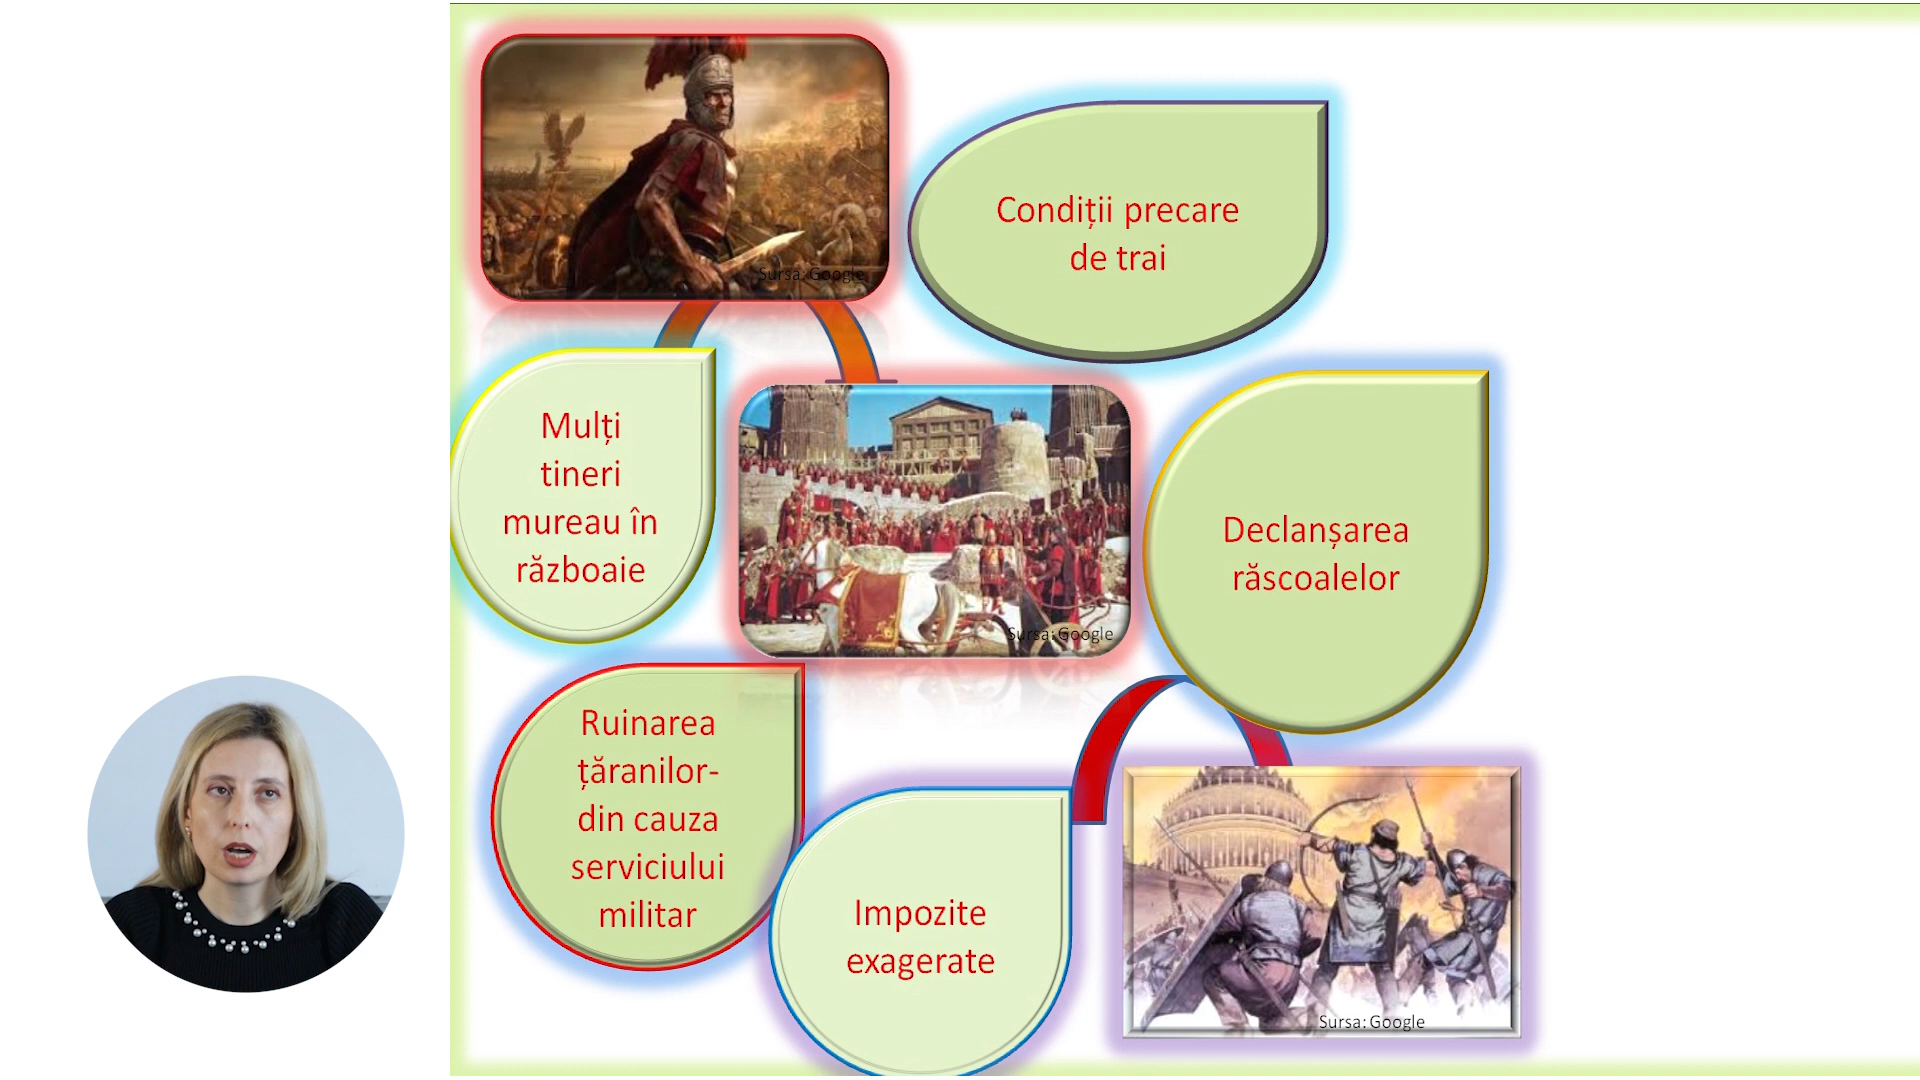 Sursa: Google
Condiții precare
de trai
Mulți
tineri
mureau în
războaie
Sursa: Google
Declanșarea
răscoalelor
Ruinarea
țăranilor-
din cauza
serviciului
militar
Impozite
exagerate
Sursa: Google